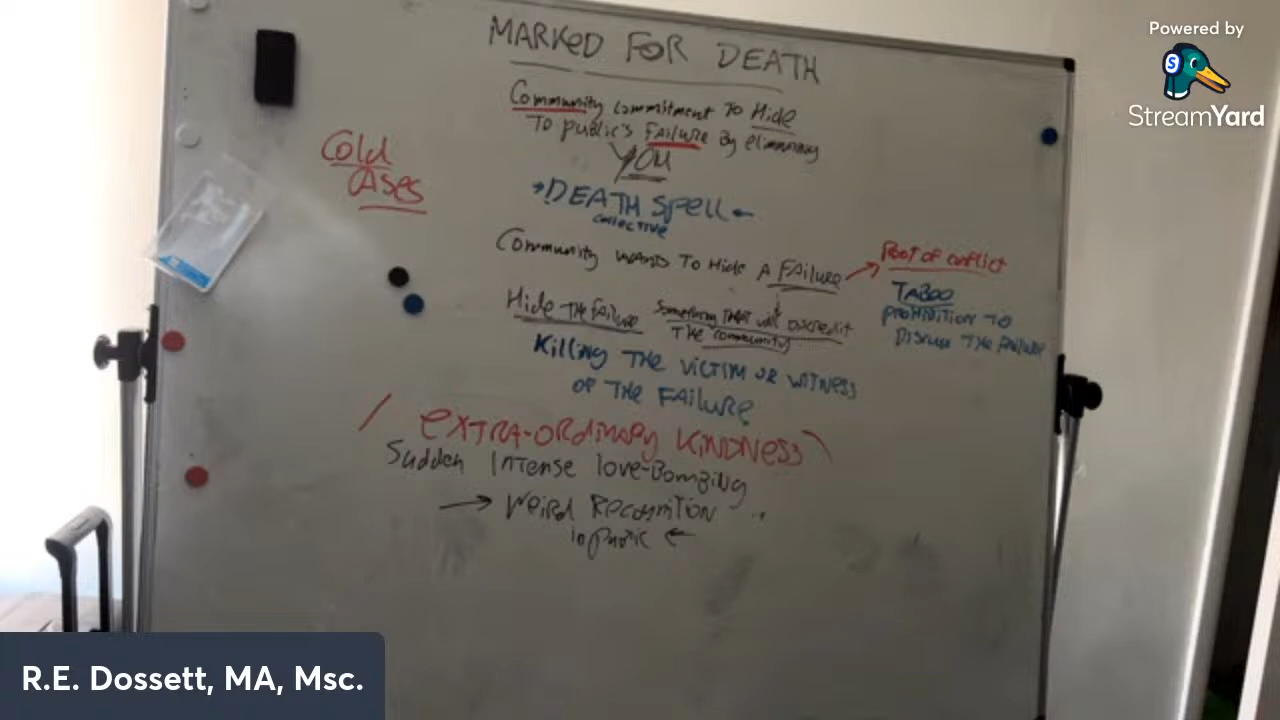 Powered by
StreamYard
MARKED FOR DEATH
Community commitment To Hide
To public's FAiluRe By eliminating
YOU
DEATH Spell
collective
Cold
CAses
Community wants To Hide A FAiluRe
Root of conflict
TABOO
proHibition To
Discuss The FAiluRe
Hide THe FAiluRe
Something THAT will Discredit
The community
Killing THe VicTim oR wiTness
oF THe FAiluRe
eXTRA-ORdinARy KiNDNess
Sudden InTense love-Bombing
Weird Recognition
in public
R.E. Dossett, MA, Msc.